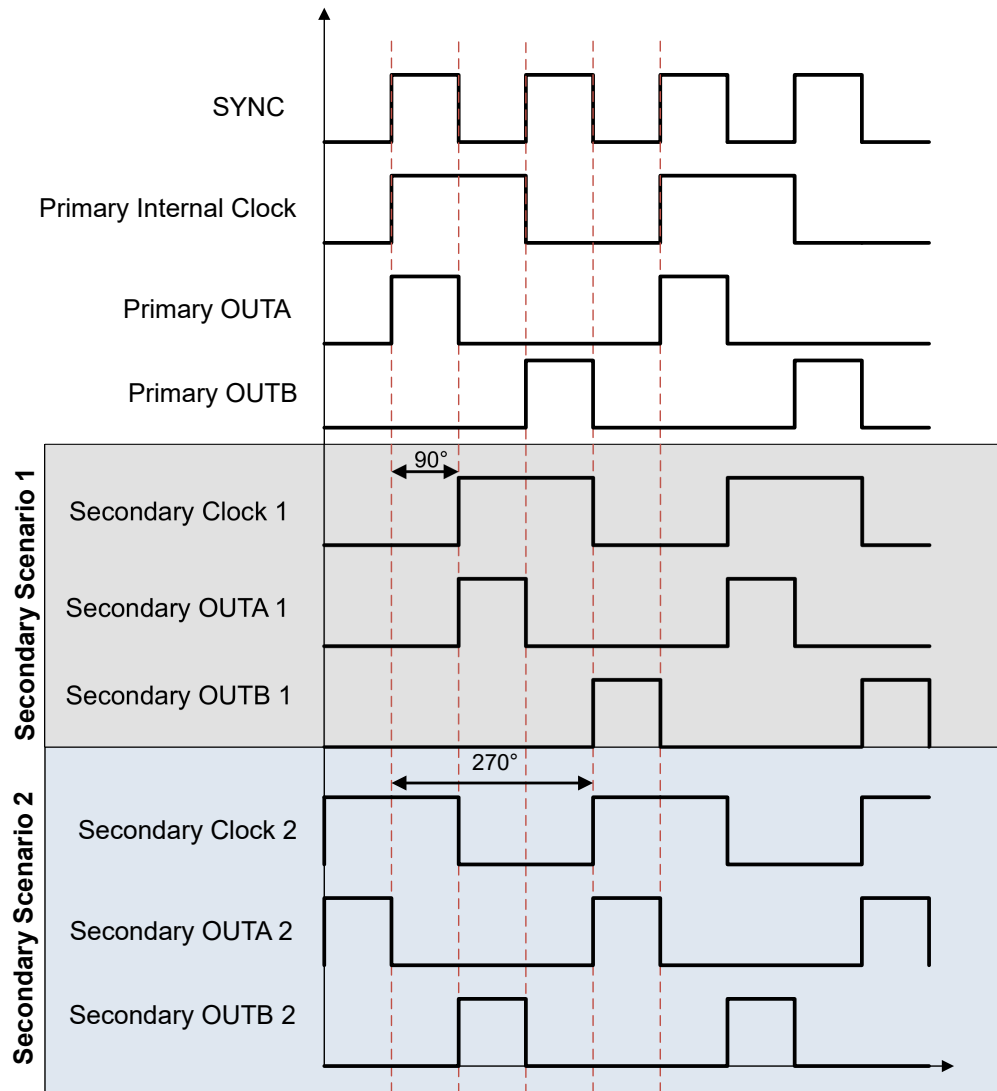 SYNC
Primary Internal Clock
Primary OUTA
Primary OUTB
Secondary Scenario 1
90°
Secondary Clock 1
Secondary OUTA 1
Secondary OUTB 1
Secondary Scenario 2
270°
Secondary Clock 2
Secondary OUTA 2
Secondary OUTB 2